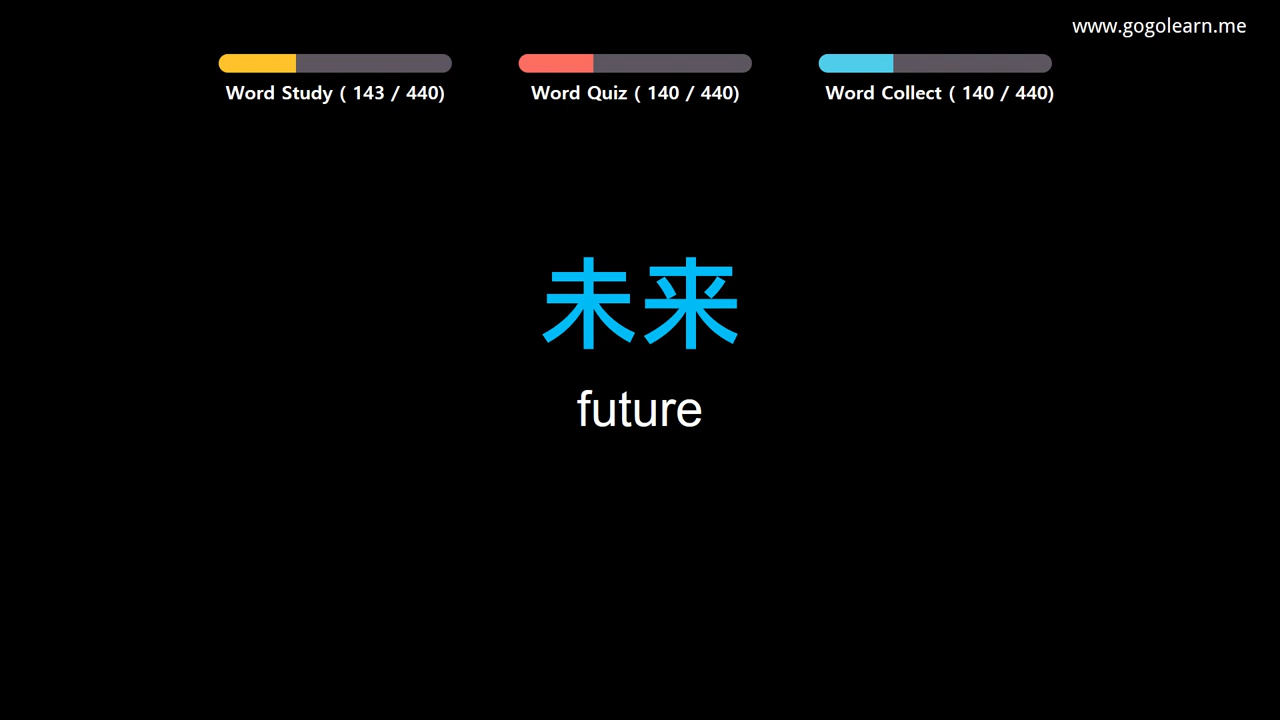 www.gogolearn.me
Word Study ( 143 / 440)
Word Quiz ( 140 / 440)
Word Collect ( 140 / 440)
未来
future